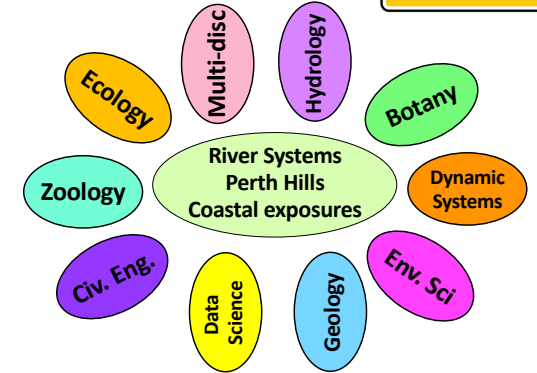 Multi-disc
Hydrology
Ecology
Botany
Zoology
River Systems
Perth Hills
Coastal exposures
Dynamic
Systems
Civ. Eng.
Env. Sci
Data
Science
Geology